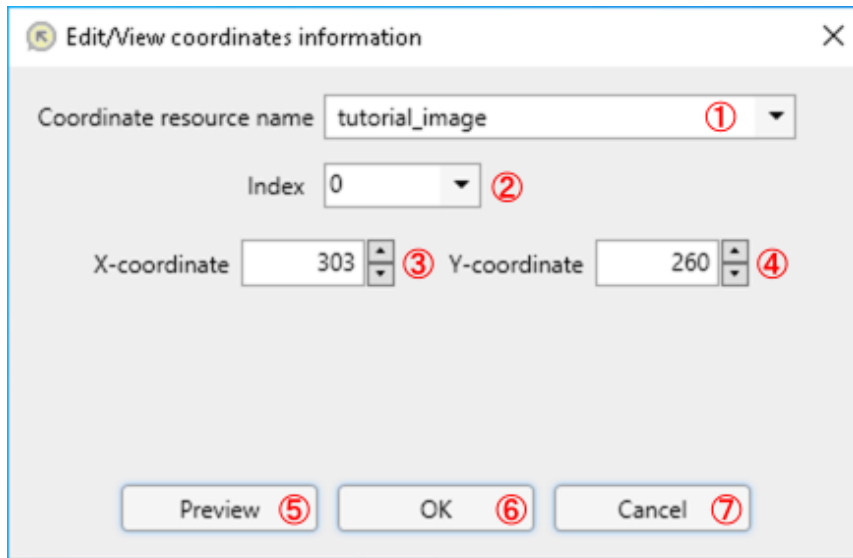 Edit/View coordinates information
Coordinate resource name tutorial_image ①
Index 0 ②
X-coordinate 303 ③ Y-coordinate 260 ④
Preview ⑤ OK ⑥ Cancel ⑦